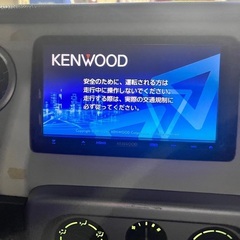 KENWOOD
安全のために、運転される方は
走行中に操作しないでください。
走行する際は、実際の交通規制に
必ず従ってください。